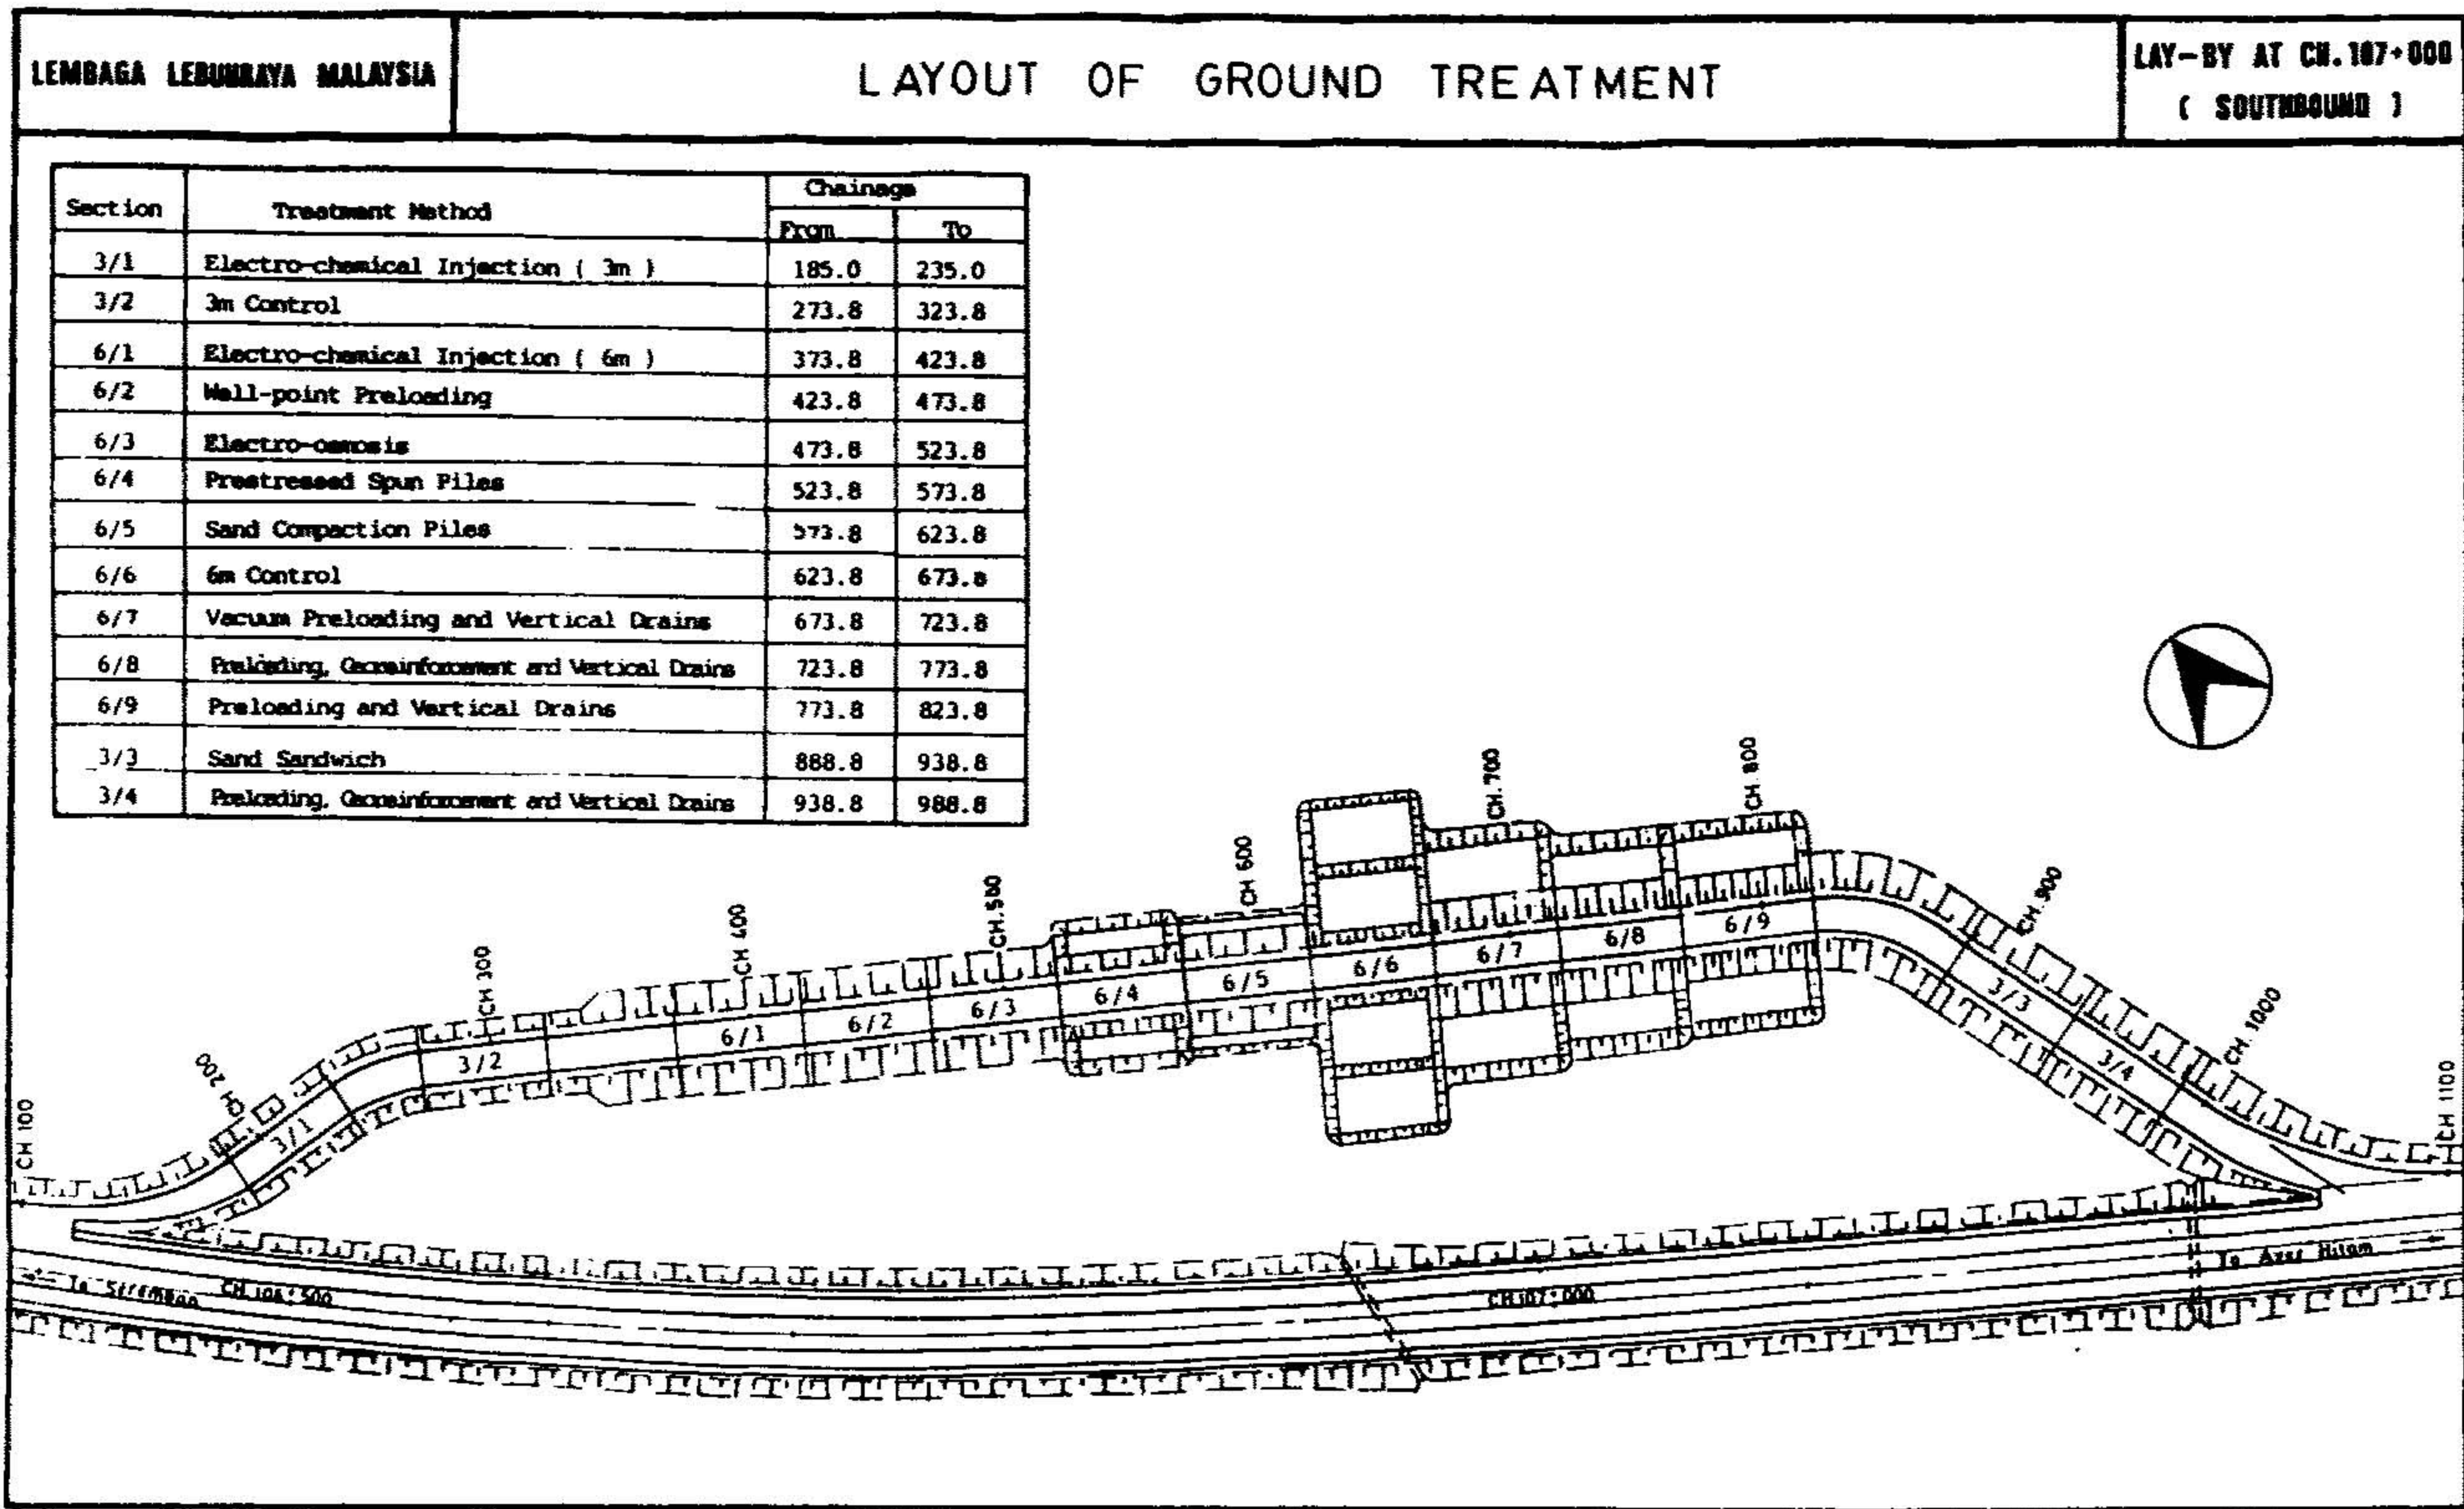 LEMBAGA LEBUHRAYA MALAYSIA
LAYOUT OF GROUND TREATMENT
LAY-BY AT CH.107+000
( SOUTHBOUND )
Section Treatment Method Chainage
From To
3/1 Electro-chemical Injection ( 3m ) 185.0 235.0
3/2 3m Control 273.8 323.8
6/1 Electro-chemical Injection ( 6m ) 373.8 423.8
6/2 Well-point Preloading 423.8 473.8
6/3 Electro-osmosis 473.8 523.8
6/4 Prestressed Spun Piles 523.8 573.8
6/5 Sand Compaction Piles 573.8 623.8
6/6 6m Control 623.8 673.8
6/7 Vacuum Preloading and Vertical Drains 673.8 723.8
6/8 Preloading, Georeinforcement and Vertical Drains 723.8 773.8
6/9 Preloading and Vertical Drains 773.8 823.8
3/3 Sand Sandwich 888.8 938.8
3/4 Preloading, Georeinforcement and Vertical Drains 938.8 988.8
CH 100
CH 200
CH 300
CH 400
CH.500
CH 600
CH.700
CH 800
CH.900
CH.1000
CH 1100
3/1
3/2
6/1
6/2
6/3
6/4
6/5
6/6
6/7
6/8
6/9
3/3
3/4
To Seremban
CH 106+500
CH 107+000
To Ayer Hitam